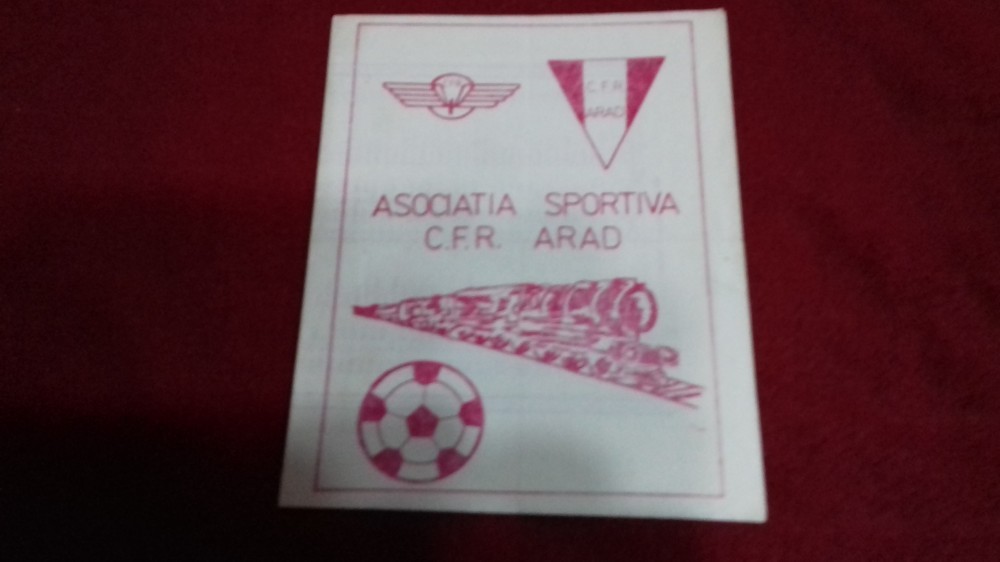 C.F.R.
ARAD
ASOCIATIA SPORTIVA
C.F.R. ARAD